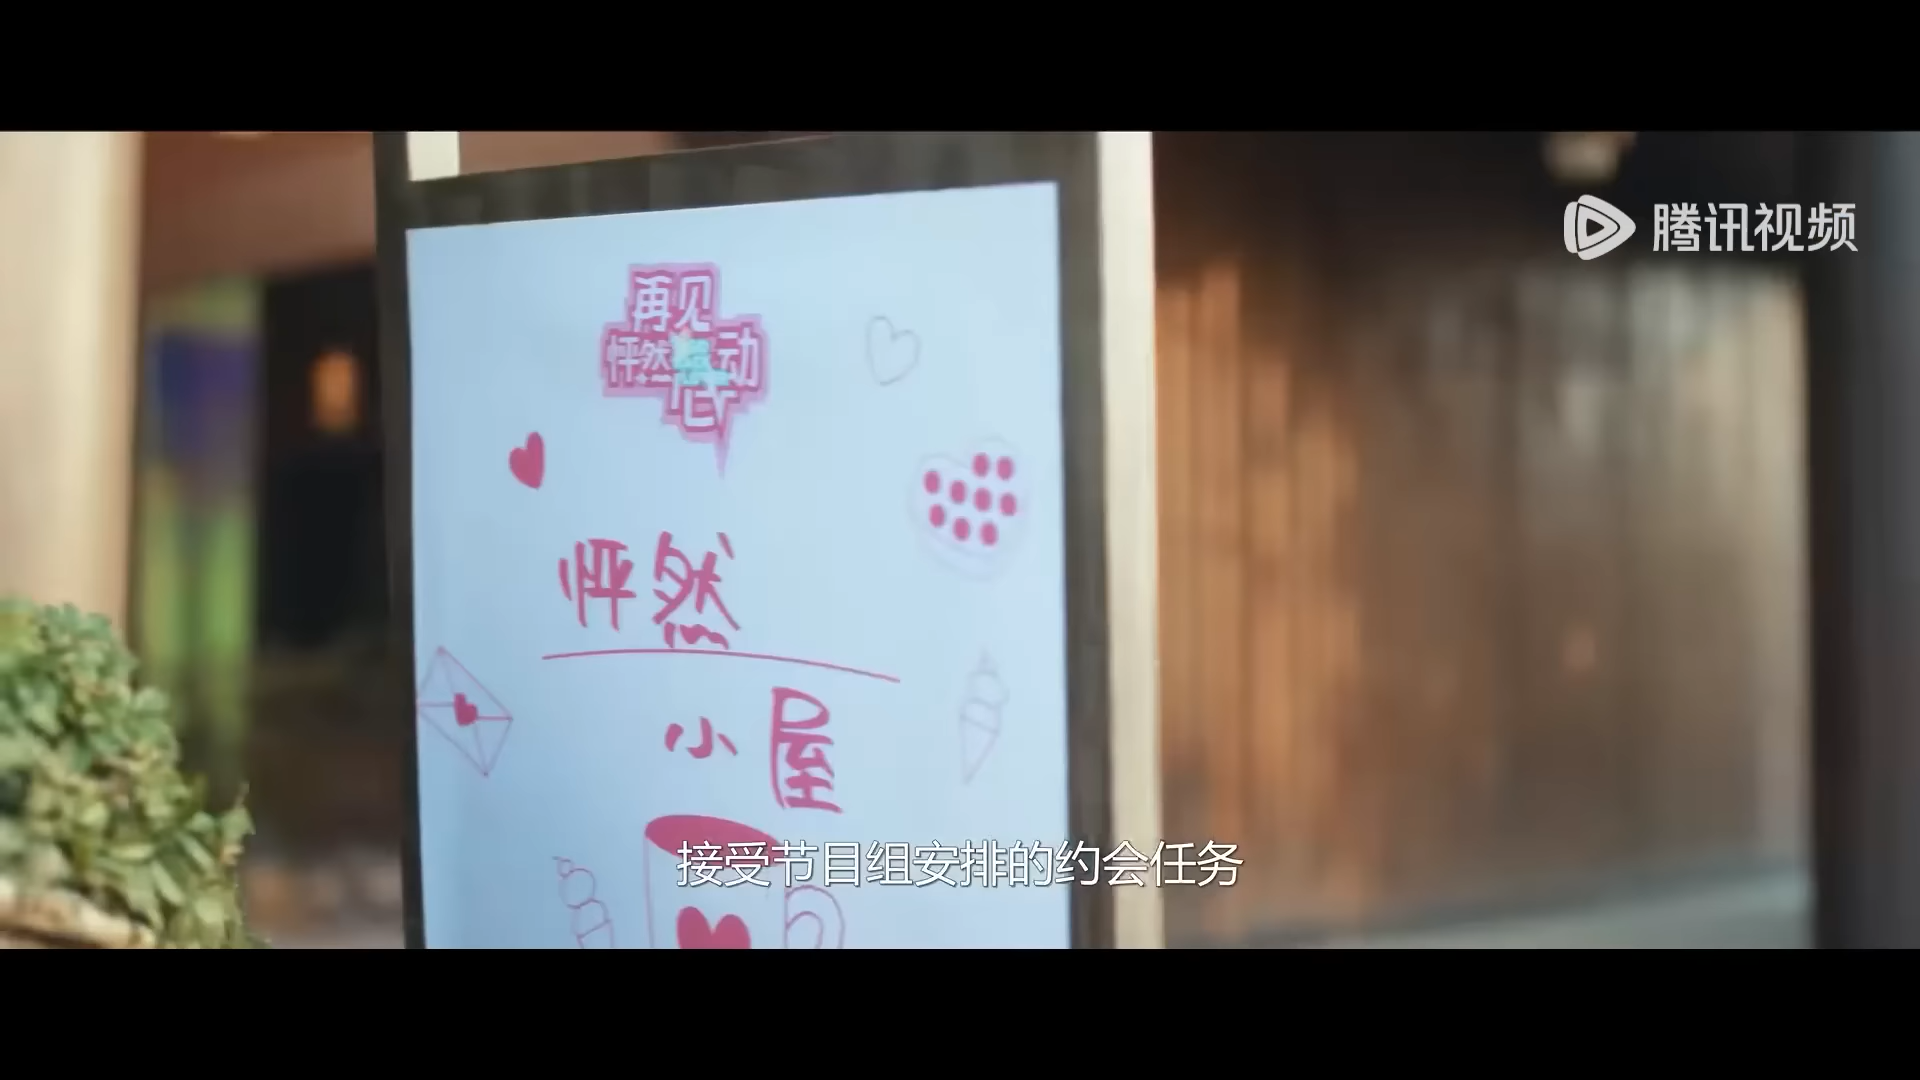 腾讯视频
再见
怦然心动
怦然
小屋
接受节目组安排的约会任务